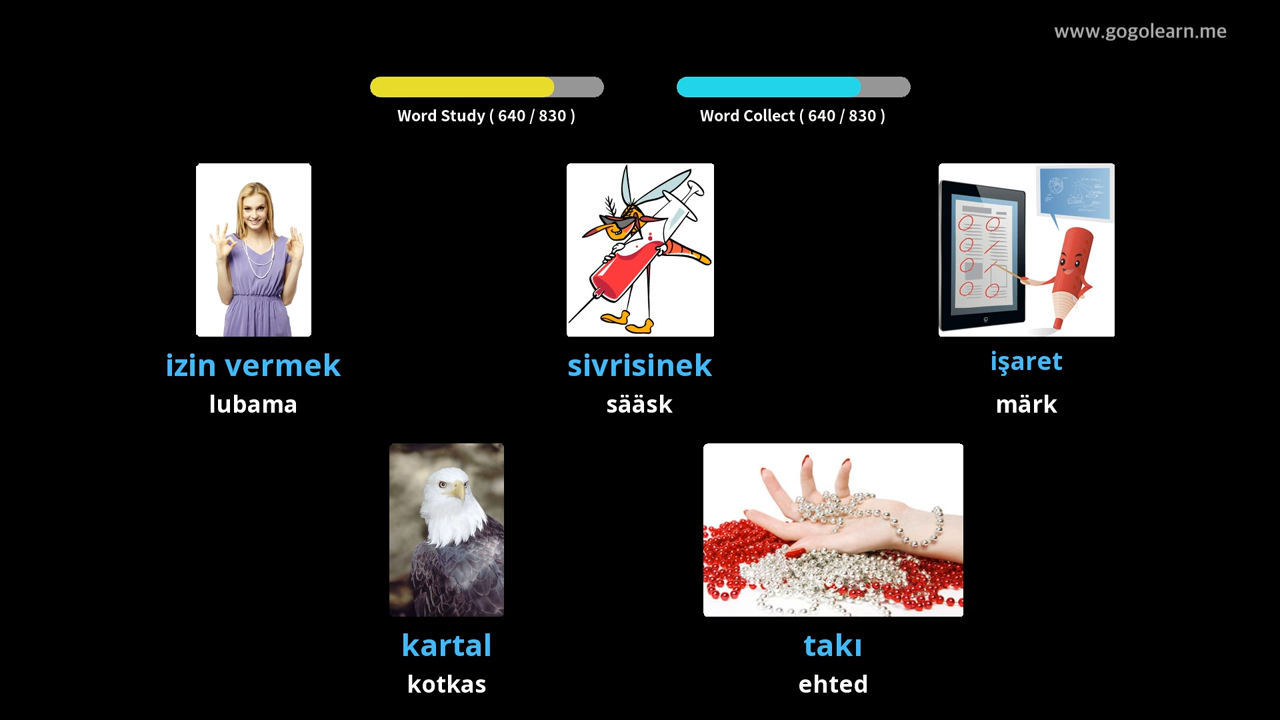 www.gogolearn.me
Word Study ( 640 / 830 )
Word Collect ( 640 / 830 )
izin vermek
lubama
sivrisinek
sääsk
işaret
märk
kartal
kotkas
takı
ehted